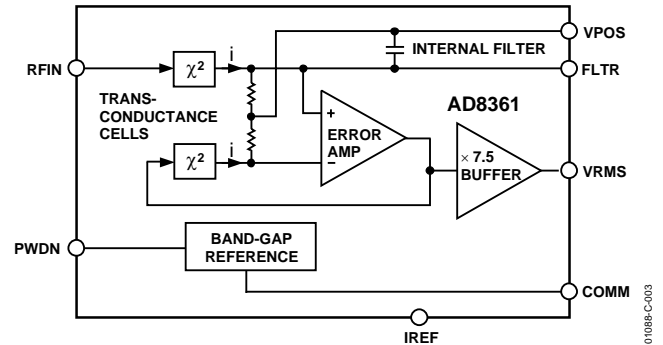 VPOS
INTERNAL FILTER
RFIN
χ²
i
FLTR
TRANS-
CONDUCTANCE
CELLS
+
ERROR
AMP
−
AD8361
χ²
i
× 7.5
BUFFER
VRMS
PWDN
BAND-GAP
REFERENCE
COMM
IREF
01088-C-003